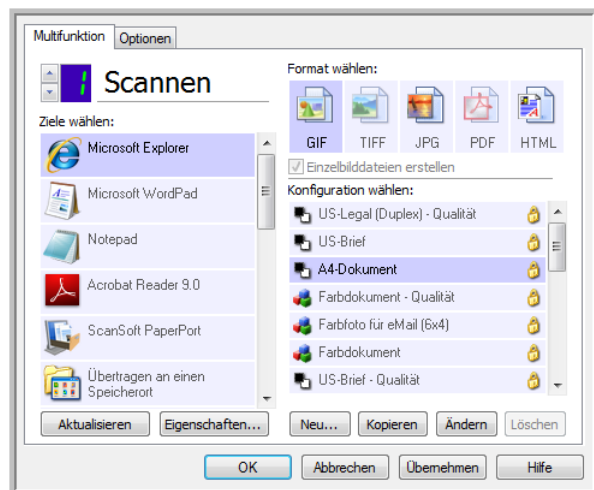 Multifunktion
Optionen
1 Scannen
Ziele wählen:
Microsoft Explorer
Microsoft WordPad
Notepad
Acrobat Reader 9.0
ScanSoft PaperPort
Übertragen an einen
Speicherort
Aktualisieren
Eigenschaften...
Format wählen:
GIF
TIFF
JPG
PDF
HTML
Einzelbilddateien erstellen
Konfiguration wählen:
US-Legal (Duplex) - Qualität
US-Brief
A4-Dokument
Farbdokument - Qualität
Farbfoto für eMail (6x4)
Farbdokument
US-Brief - Qualität
Neu...
Kopieren
Ändern
Löschen
OK
Abbrechen
Übernehmen
Hilfe